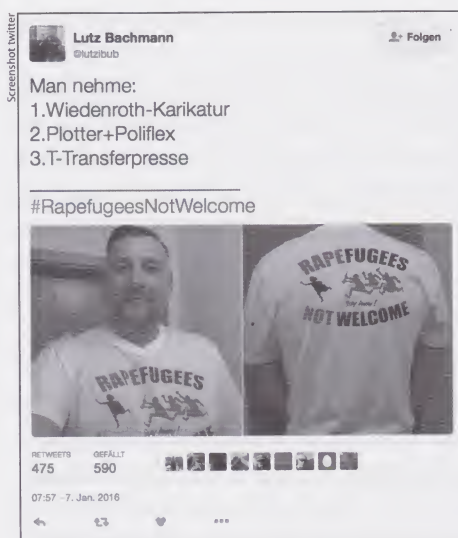 Screenshot twitter
Lutz Bachmann
@lutzibub
Folgen
Man nehme:
1.Wiedenroth-Karikatur
2.Plotter+Poliflex
3.T-Transferpresse
#RapefugeesNotWelcome
RAPEFUGEES
RAPEFUGEES
NOT WELCOME
RETWEETS
GEFÄLLT
475
590
07:57 - 7. Jan. 2016